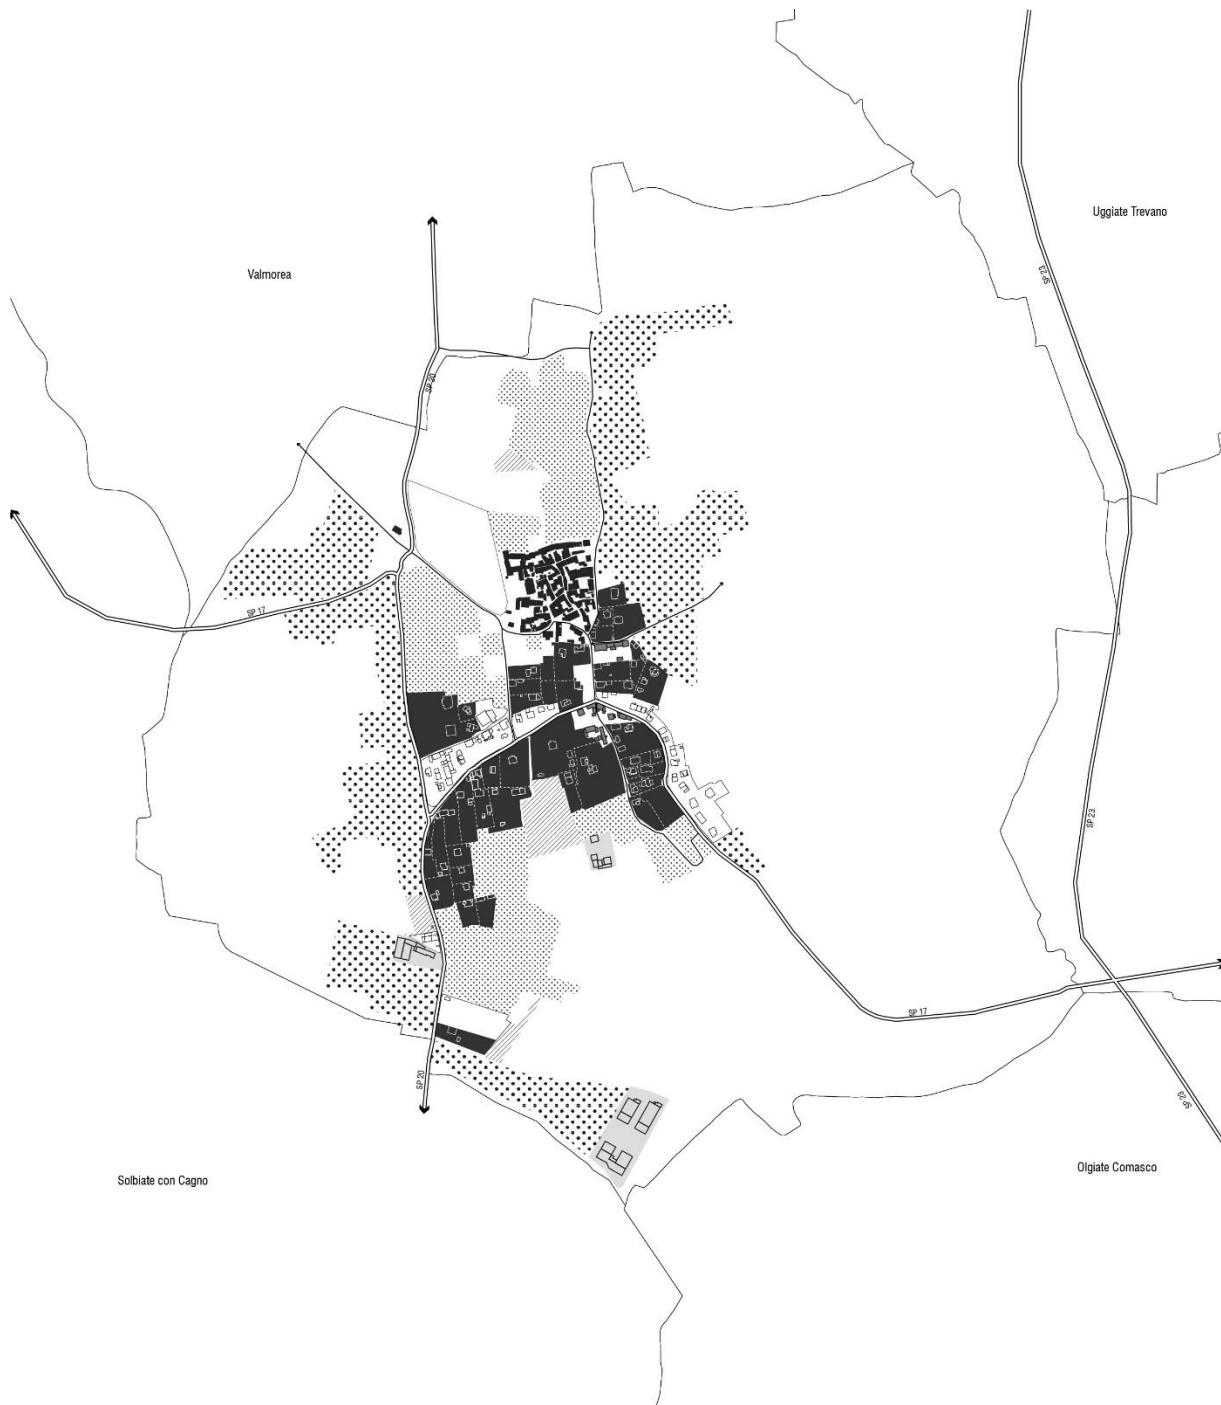 Uggiate Trevano
Valmorea
SP 23
SP 20
SP 17
SP 23
SP 17
SP 20
SP 23
Solbiate con Cagno
Olgiate Comasco